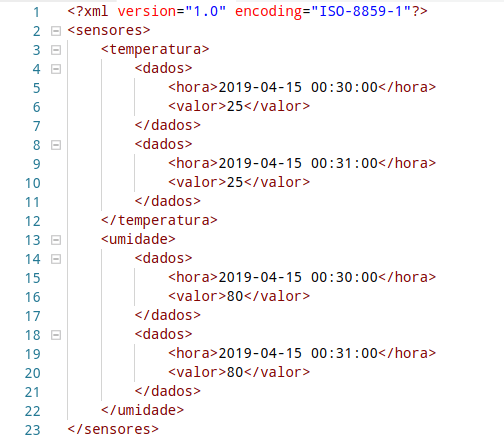 1 <?xml version="1.0" encoding="ISO-8859-1"?>
2 <sensores>
3 <temperatura>
4 <dados>
5 <hora>2019-04-15 00:30:00</hora>
6 <valor>25</valor>
7 </dados>
8 <dados>
9 <hora>2019-04-15 00:31:00</hora>
10 <valor>25</valor>
11 </dados>
12 </temperatura>
13 <umidade>
14 <dados>
15 <hora>2019-04-15 00:30:00</hora>
16 <valor>80</valor>
17 </dados>
18 <dados>
19 <hora>2019-04-15 00:31:00</hora>
20 <valor>80</valor>
21 </dados>
22 </umidade>
23 </sensores>